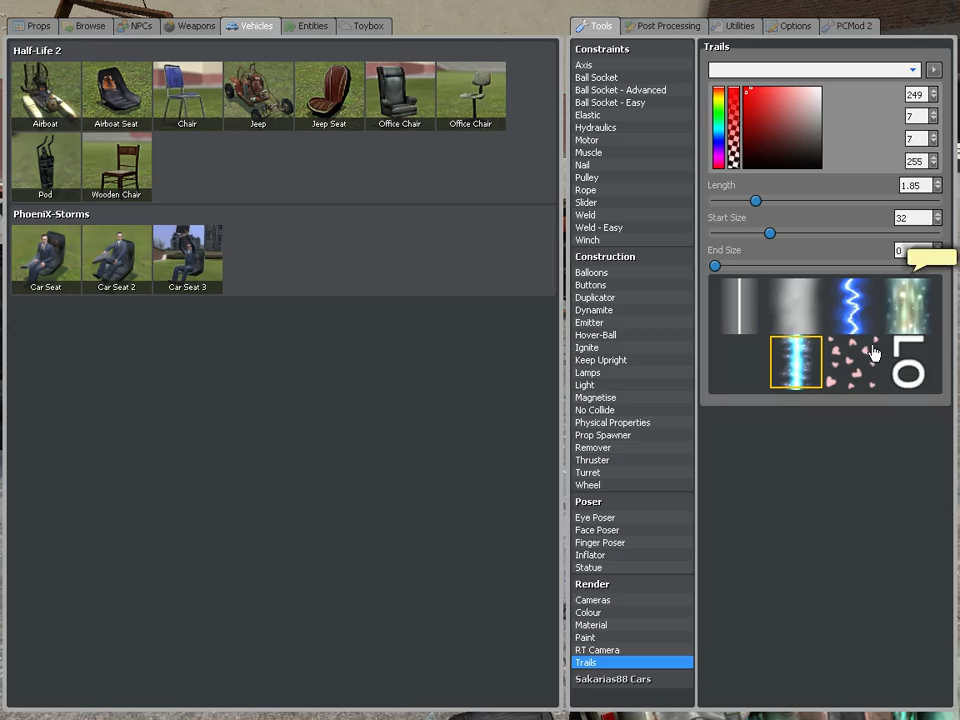 Props Browse NPCs Weapons Vehicles Entities Toybox
Half-Life 2
Airboat Airboat Seat Chair Jeep Jeep Seat Office Chair Office Chair
Pod Wooden Chair
PhoeniX-Storms
Car Seat Car Seat 2 Car Seat 3
Tools Post Processing Utilities Options PCMod 2
Constraints
Axis
Ball Socket
Ball Socket - Advanced
Ball Socket - Easy
Elastic
Hydraulics
Motor
Muscle
Nail
Pulley
Rope
Slider
Weld
Weld - Easy
Winch
Construction
Balloons
Buttons
Duplicator
Dynamite
Emitter
Hover-Ball
Ignite
Keep Upright
Lamps
Light
Magnetise
No Collide
Physical Properties
Prop Spawner
Remover
Thruster
Turret
Wheel
Poser
Eye Poser
Face Poser
Finger Poser
Inflator
Statue
Render
Cameras
Colour
Material
Paint
RT Camera
Trails
Sakarias88 Cars
Trails
249
7
7
255
Length 1.85
Start Size 32
End Size 0
LO